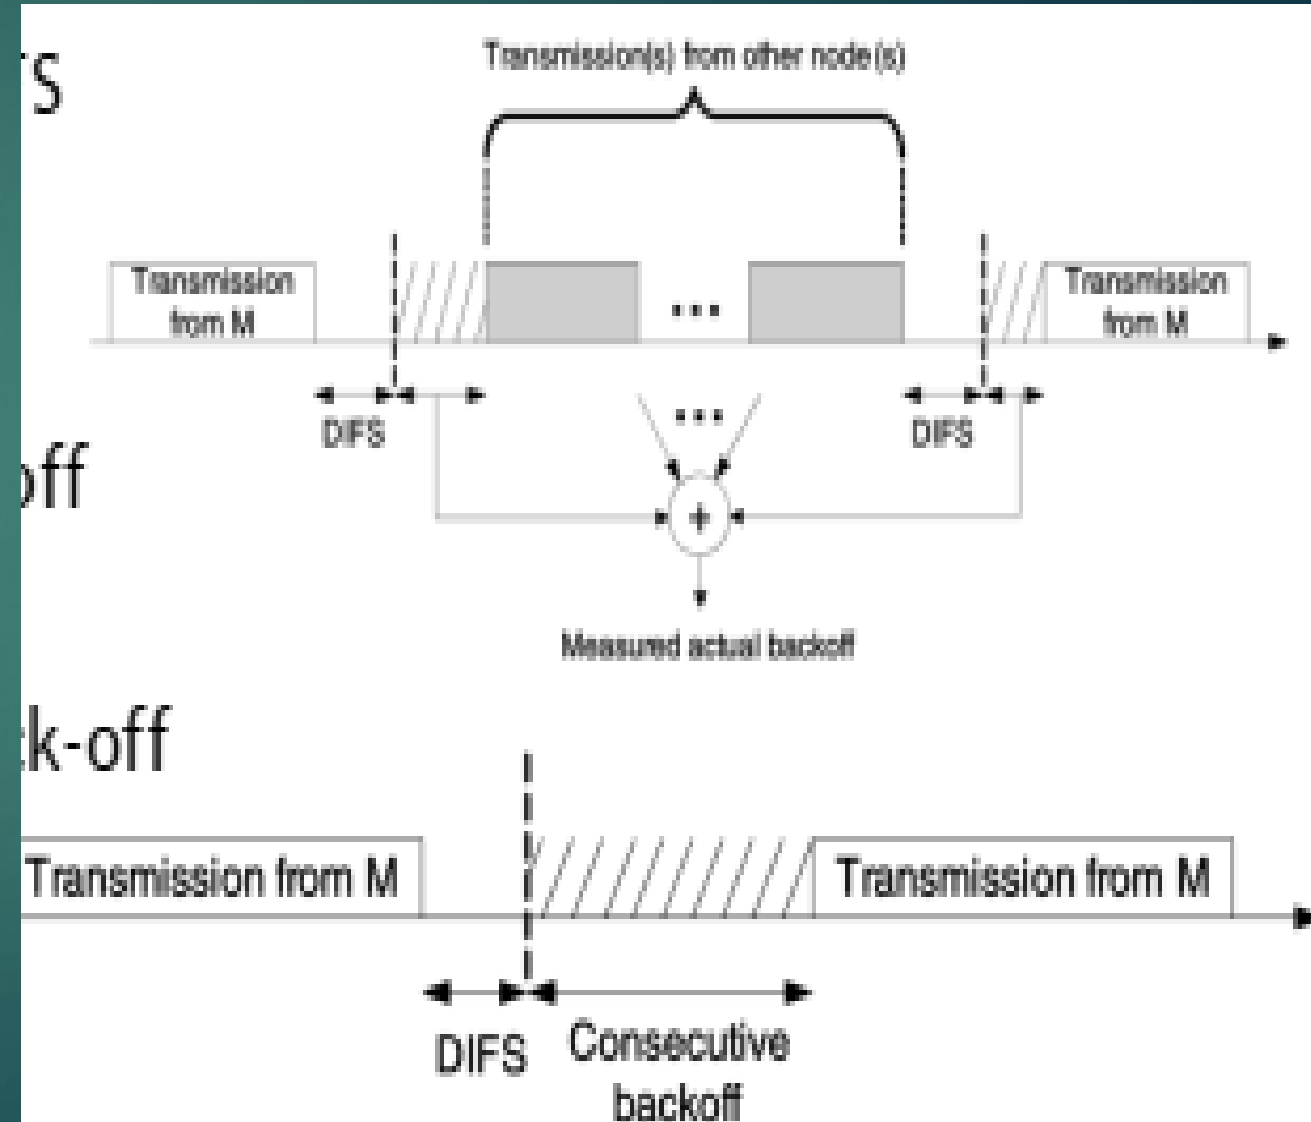 Transmission(s) from other node(s)
Transmission
from M
...
Transmission
from M
DIFS
...
DIFS
off
+
Measured actual backoff
k-off
Transmission from M
Transmission from M
DIFS
Consecutive
backoff